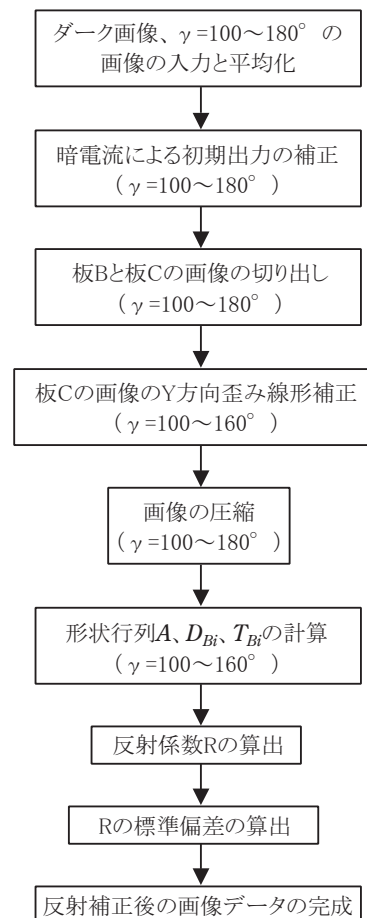 ダーク画像、γ=100～180°の
画像の入力と平均化
暗電流による初期出力の補正
(γ=100～180°)
板Bと板Cの画像の切り出し
(γ=100～180°)
板Cの画像のY方向歪み線形補正
(γ=100～160°)
画像の圧縮
(γ=100～180°)
形状行列A、D_{Bi}、T_{Bi}の計算
(γ=100～160°)
反射係数Rの算出
Rの標準偏差の算出
反射補正後の画像データの完成